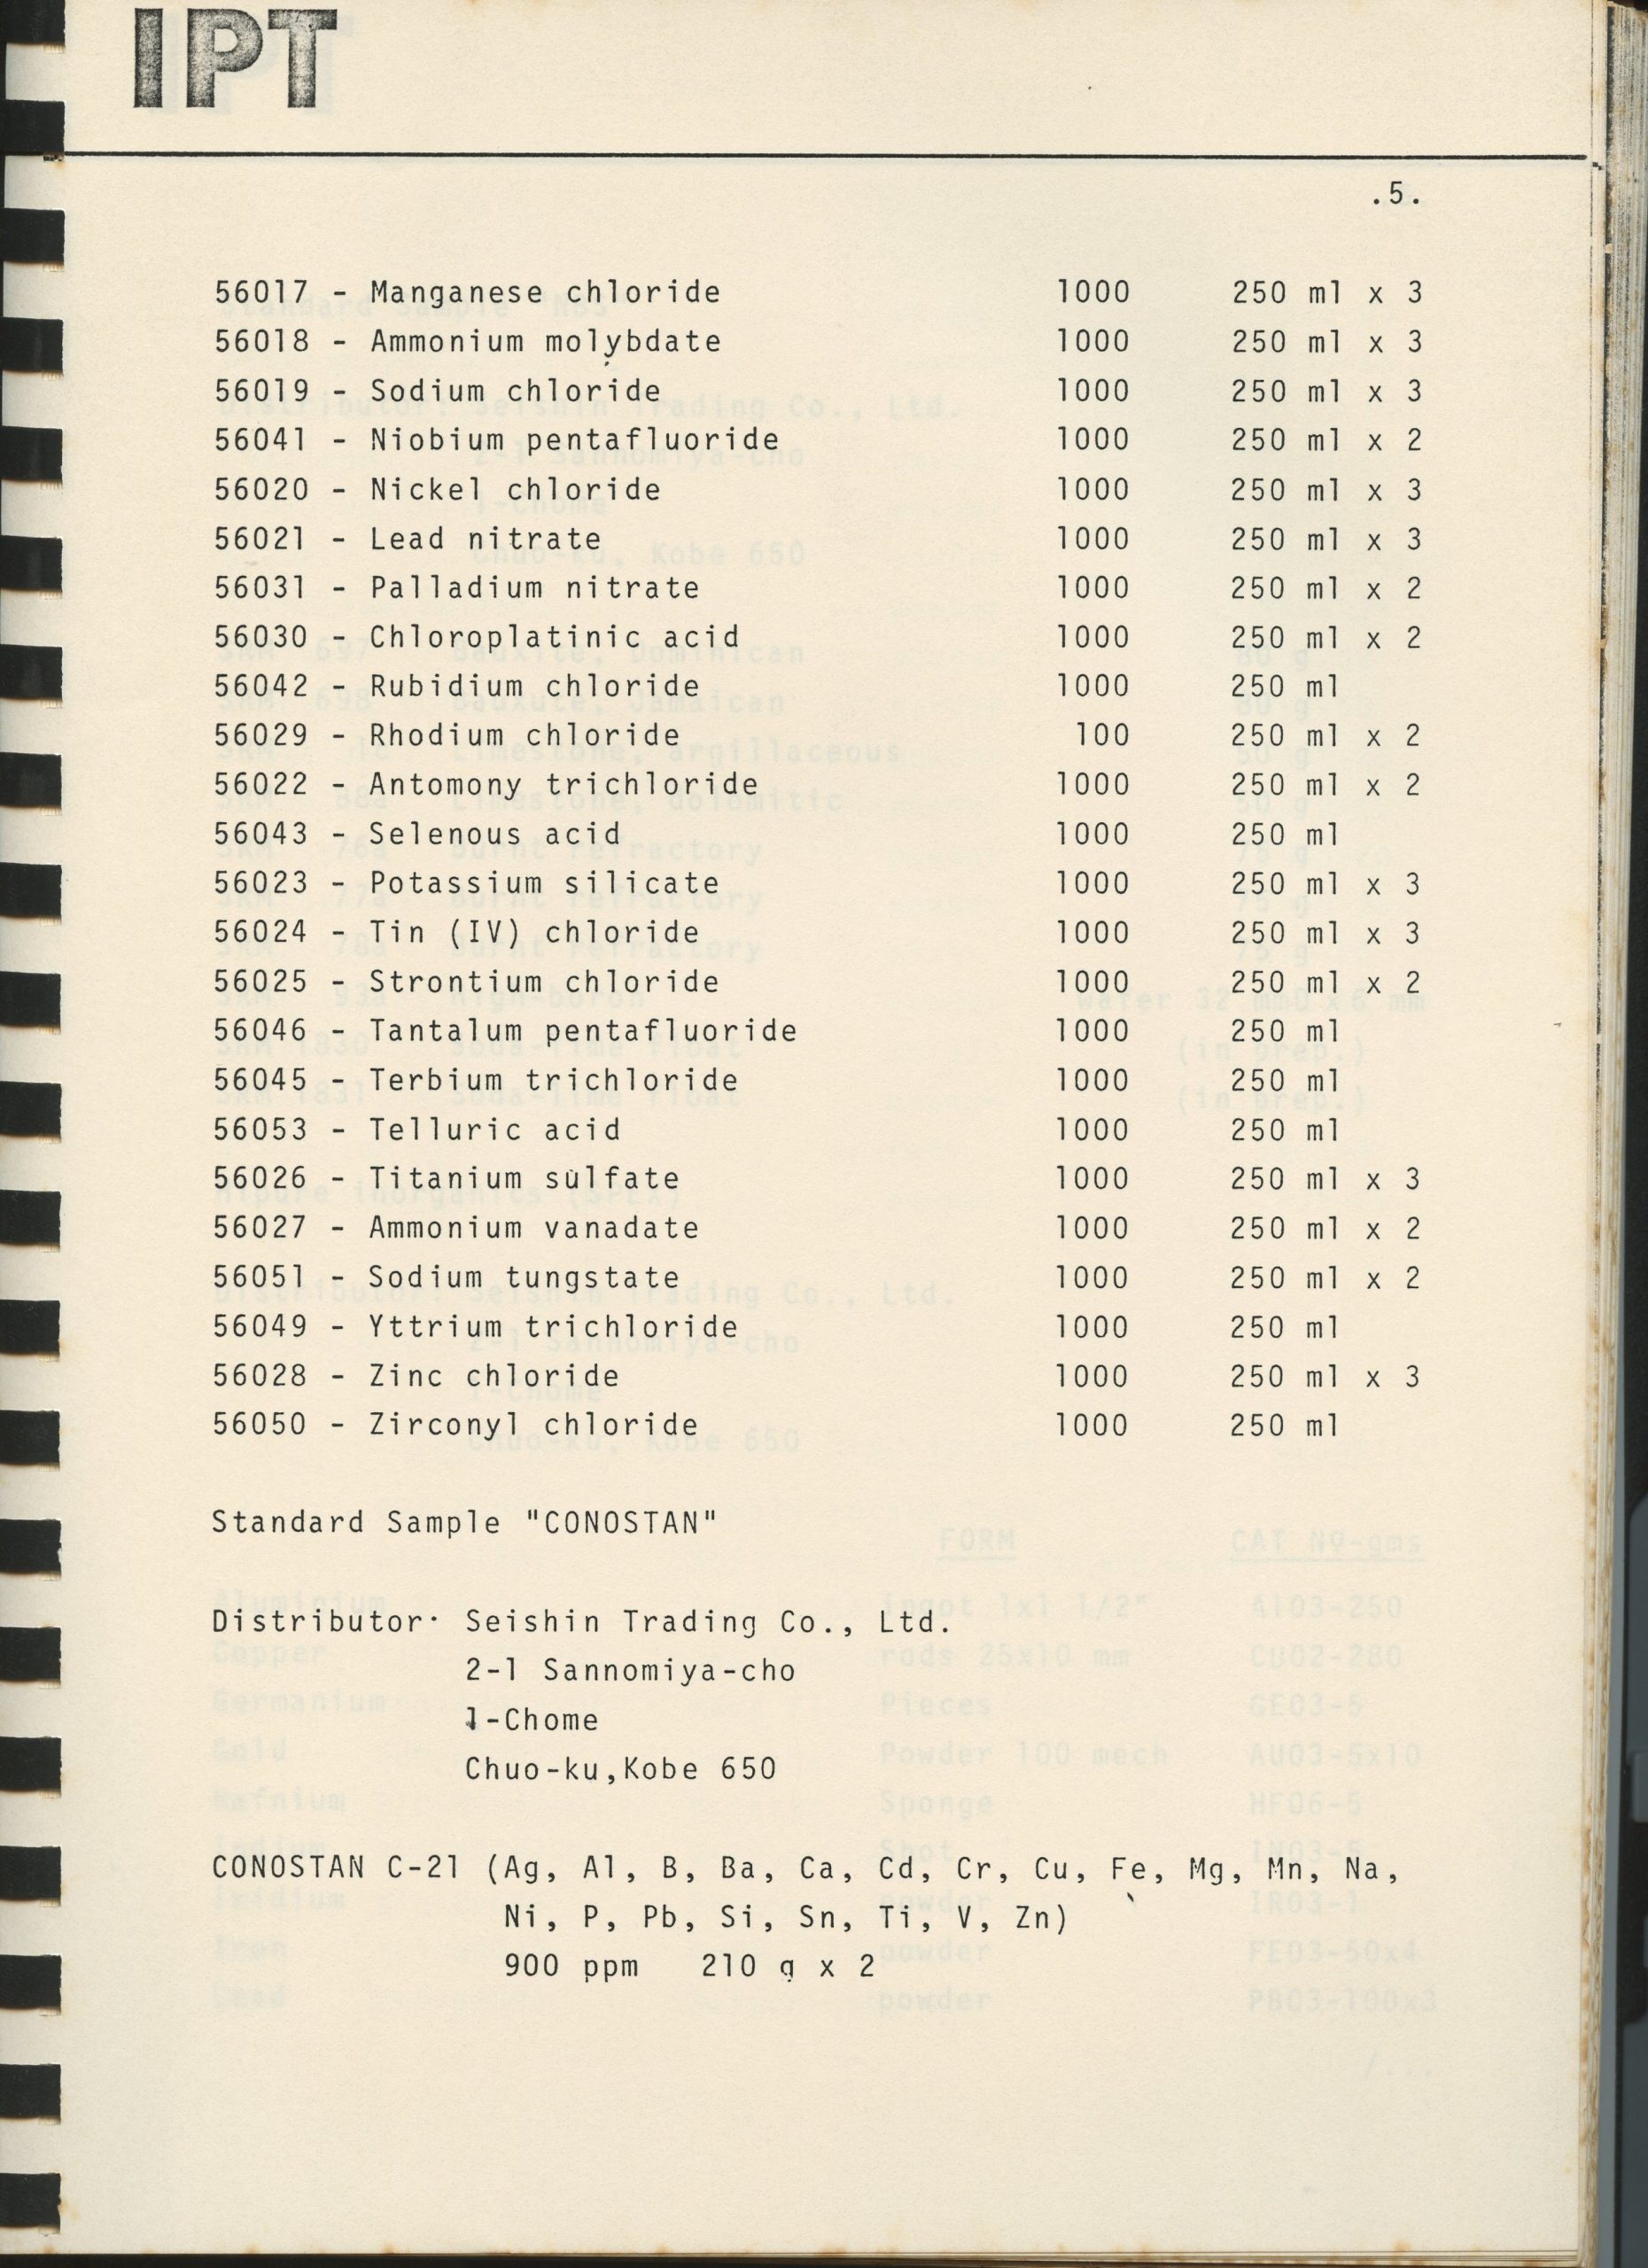 IPT
.5.
56017 - Manganese chloride 1000 250 ml x 3
56018 - Ammonium molybdate 1000 250 ml x 3
56019 - Sodium chloride 1000 250 ml x 3
56041 - Niobium pentafluoride 1000 250 ml x 2
56020 - Nickel chloride 1000 250 ml x 3
56021 - Lead nitrate 1000 250 ml x 3
56031 - Palladium nitrate 1000 250 ml x 2
56030 - Chloroplatinic acid 1000 250 ml x 2
56042 - Rubidium chloride 1000 250 ml
56029 - Rhodium chloride 100 250 ml x 2
56022 - Antomony trichloride 1000 250 ml x 2
56043 - Selenous acid 1000 250 ml
56023 - Potassium silicate 1000 250 ml x 3
56024 - Tin (IV) chloride 1000 250 ml x 3
56025 - Strontium chloride 1000 250 ml x 2
56046 - Tantalum pentafluoride 1000 250 ml
56045 - Terbium trichloride 1000 250 ml
56053 - Telluric acid 1000 250 ml
56026 - Titanium sulfate 1000 250 ml x 3
56027 - Ammonium vanadate 1000 250 ml x 2
56051 - Sodium tungstate 1000 250 ml x 2
56049 - Yttrium trichloride 1000 250 ml
56028 - Zinc chloride 1000 250 ml x 3
56050 - Zirconyl chloride 1000 250 ml
Standard Sample "CONOSTAN"
Distributor· Seishin Trading Co., Ltd.
2-1 Sannomiya-cho
1-Chome
Chuo-ku,Kobe 650
CONOSTAN C-21 (Ag, Al, B, Ba, Ca, Cd, Cr, Cu, Fe, Mg, Mn, Na,
Ni, P, Pb, Si, Sn, Ti, V, Zn)
900 ppm 210 g x 2